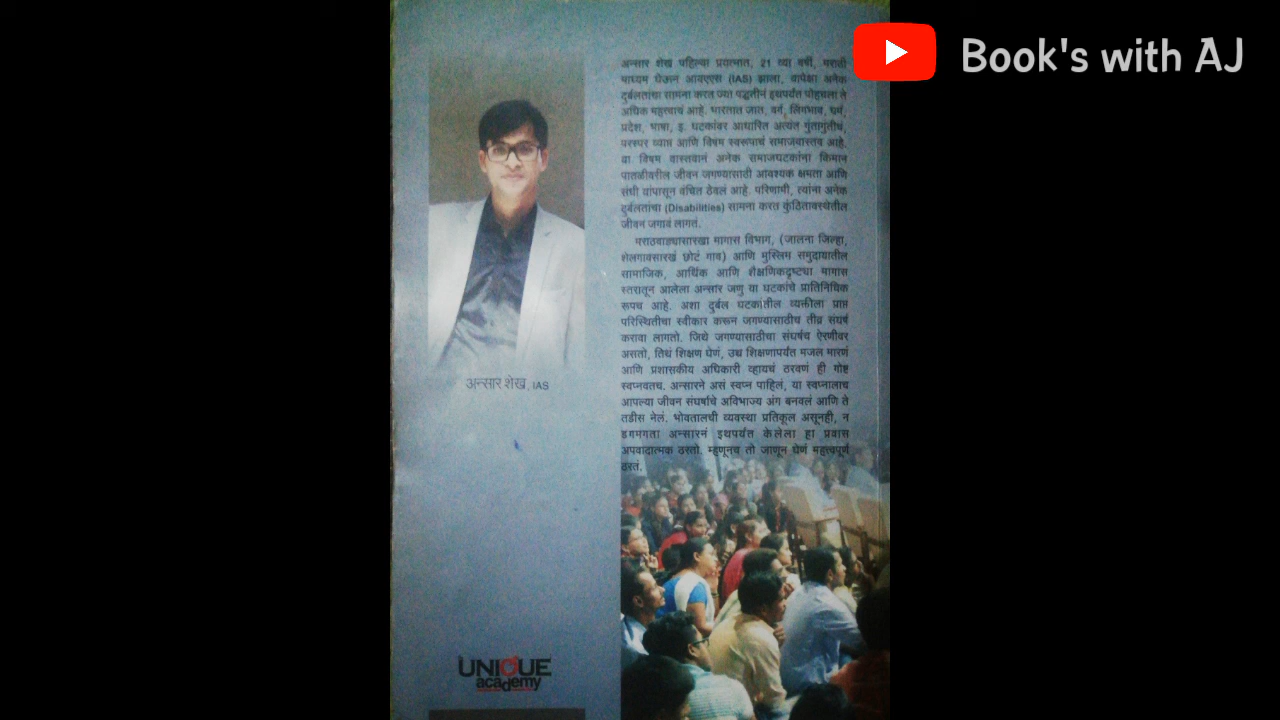 Book's with AJ
अन्सार शेख पहिल्या प्रयत्नात, 21 व्या वर्षी, मराठी
माध्यम घेऊन आयएएस (IAS) झाला, यापेक्षा अनेक
दुर्बलतांचा सामना करत ज्या पद्धतीनं इथपर्यंत पोहचला ते
अधिक महत्त्वाचं आहे. भारतात जात, वर्ग, लिंगभाव, धर्म,
प्रदेश, भाषा, इ. घटकांवर आधारित अत्यंत गुंतागुंतीचं,
परस्पर व्याप्त आणि विषम स्वरूपाचं समाजवास्तव आहे.
या विषम वास्तवानं अनेक समाजघटकांना किमान
पातळीवरील जीवन जगण्यासाठी आवश्यक क्षमता आणि
संधी यांपासून वंचित ठेवलं आहे. परिणामी, त्यांना अनेक
दुर्बलतांचा (Disabilities) सामना करत कुंठितावस्थेतील
जीवन जगावं लागतं.
मराठवाड्यासारखा मागास विभाग, (जालना जिल्हा,
शेलगावसारखं छोटं गाव) आणि मुस्लिम समुदायातील
सामाजिक, आर्थिक आणि शैक्षणिकदृष्ट्या मागास
स्तरातून आलेला अन्सार जणु या घटकांचे प्रातिनिधिक
रूपच आहे. अशा दुर्बल घटकांतील व्यक्तीला प्राप्त
परिस्थितीचा स्वीकार करून जगण्यासाठीच तीव्र संघर्ष
करावा लागतो. जिथे जगण्यासाठीचा संघर्षच ऐरणीवर
असतो, तिथं शिक्षण घेणं, उच्च शिक्षणापर्यंत मजल मारणं
आणि प्रशासकीय अधिकारी व्हायचं ठरवणं ही गोष्ट
स्वप्नवतच. अन्सारने असं स्वप्न पाहिलं, या स्वप्नालाच
आपल्या जीवन संघर्षाचे अविभाज्य अंग बनवलं आणि ते
तडीस नेलं. भोवतालची व्यवस्था प्रतिकूल असूनही, न
डगमगता अन्सारनं इथपर्यंत केलेला हा प्रवास
अपवादात्मक ठरतो. म्हणूनच तो जाणून घेणं महत्त्वपूर्ण
ठरतं.
अन्सार शेख, IAS
UNIQUE
academy